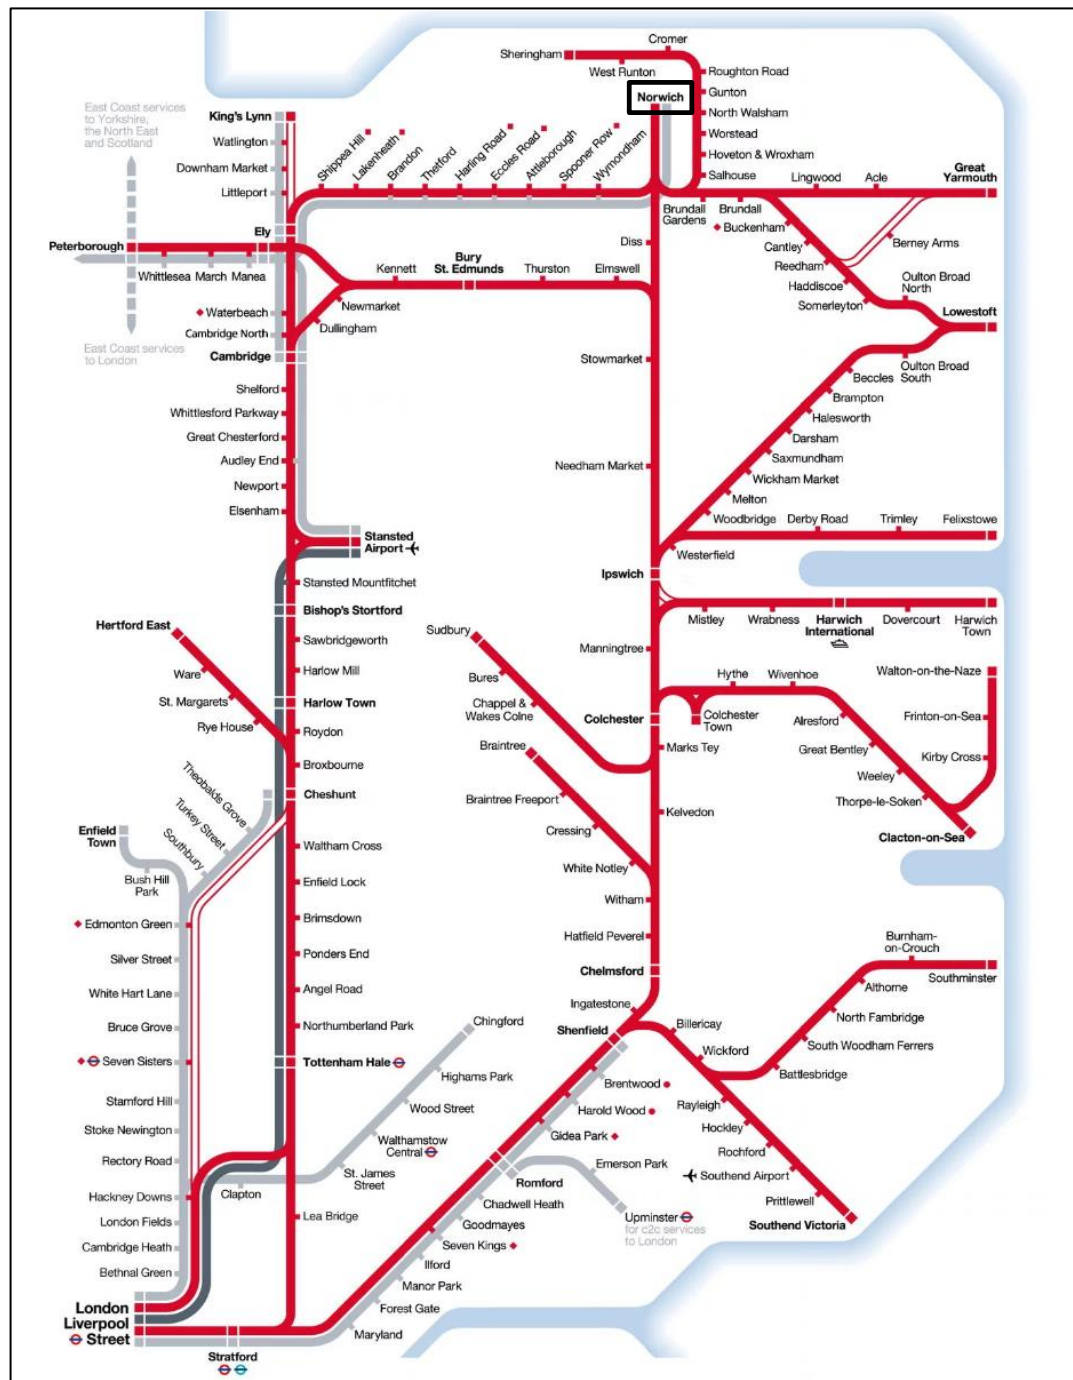 Cromer
Sheringham
West Runton
Roughton Road
Gunton
Norwich
North Walsham
Worstead
Hoveton & Wroxham
Salhouse
East Coast services
to Yorkshire,
the North East
and Scotland
King's Lynn
Watlington
Downham Market
Littleport
Ely
Shippea Hill
Lakenheath
Brandon
Thetford
Harling Road
Eccles Road
Attleborough
Spooner Row
Wymondham
Lingwood
Acle
Great
Yarmouth
Brundall
Gardens
Brundall
Buckenham
Cantley
Reedham
Haddiscoe
Somerleyton
Berney Arms
Oulton Broad
North
Lowestoft
Oulton Broad
South
Beccles
Brampton
Halesworth
Darsham
Saxmundham
Wickham Market
Melton
Woodbridge
Westerfield
Derby Road
Trimley
Felixstowe
Peterborough
Whittlesea
March
Manea
East Coast services
to London
Diss
Kennett
Bury
St. Edmunds
Thurston
Elmswell
Newmarket
Dullingham
Waterbeach
Cambridge North
Cambridge
Stowmarket
Shelford
Whittlesford Parkway
Great Chesterford
Audley End
Newport
Elsenham
Needham Market
Stansted
Airport
Stansted Mountfitchet
Ipswich
Bishop's Stortford
Mistley
Wrabness
Harwich
International
Dovercourt
Harwich
Town
Hertford East
Ware
St. Margarets
Rye House
Sawbridgeworth
Harlow Mill
Harlow Town
Roydon
Broxbourne
Cheshunt
Sudbury
Bures
Chappel &
Wakes Colne
Manningtree
Colchester
Colchester
Town
Hythe
Wivenhoe
Alresford
Great Bentley
Weeley
Thorpe-le-Soken
Clacton-on-Sea
Walton-on-the-Naze
Frinton-on-Sea
Kirby Cross
Marks Tey
Kelvedon
Braintree
Braintree Freeport
Cressing
White Notley
Witham
Hatfield Peverel
Chelmsford
Ingatestone
Shenfield
Theobalds Grove
Turkey Street
Southbury
Enfield
Town
Bush Hill
Park
Edmonton Green
Silver Street
White Hart Lane
Bruce Grove
Seven Sisters
Stamford Hill
Stoke Newington
Rectory Road
Hackney Downs
London Fields
Cambridge Heath
Bethnal Green
Waltham Cross
Enfield Lock
Brimsdown
Ponders End
Angel Road
Northumberland Park
Tottenham Hale
Lea Bridge
Chingford
Highams Park
Wood Street
Walthamstow
Central
St. James
Street
Clapton
Burnham-
on-Crouch
Southminster
Althorne
North Fambridge
South Woodham Ferrers
Battlesbridge
Billericay
Wickford
Rayleigh
Hockley
Rochford
Southend Airport
Prittlewell
Southend Victoria
Brentwood
Harold Wood
Gidea Park
Romford
Emerson Park
Upminster
for c2c services
to London
Chadwell Heath
Goodmayes
Seven Kings
Ilford
Manor Park
Forest Gate
Maryland
London
Liverpool
Street
Stratford